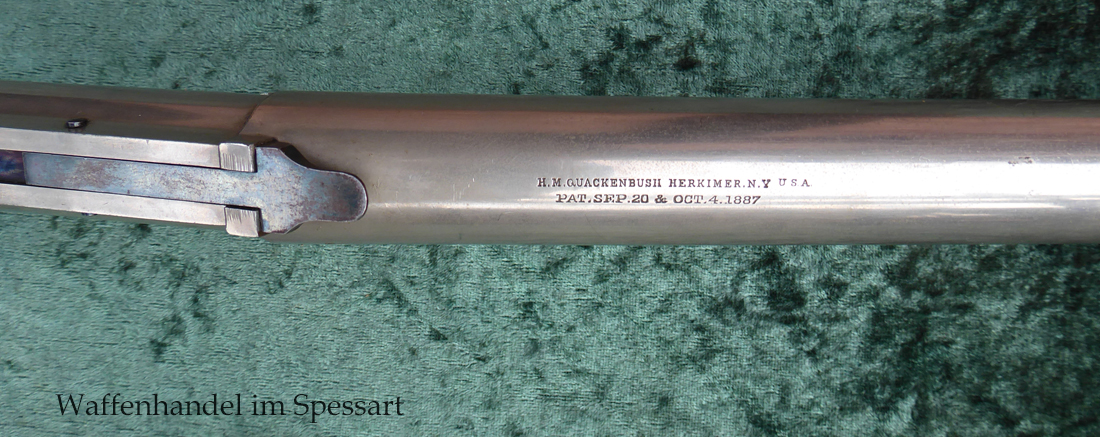 H.M.QUACKENBUSH HERKIMER.N.Y U S A
PAT.SEP.20 & OCT.4.1887
Waffenhandel im Spessart